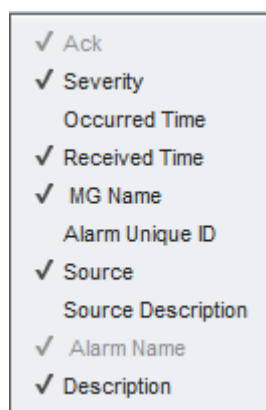 ✓ Ack
✓ Severity
Occurred Time
✓ Received Time
✓ MG Name
Alarm Unique ID
✓ Source
Source Description
✓ Alarm Name
✓ Description